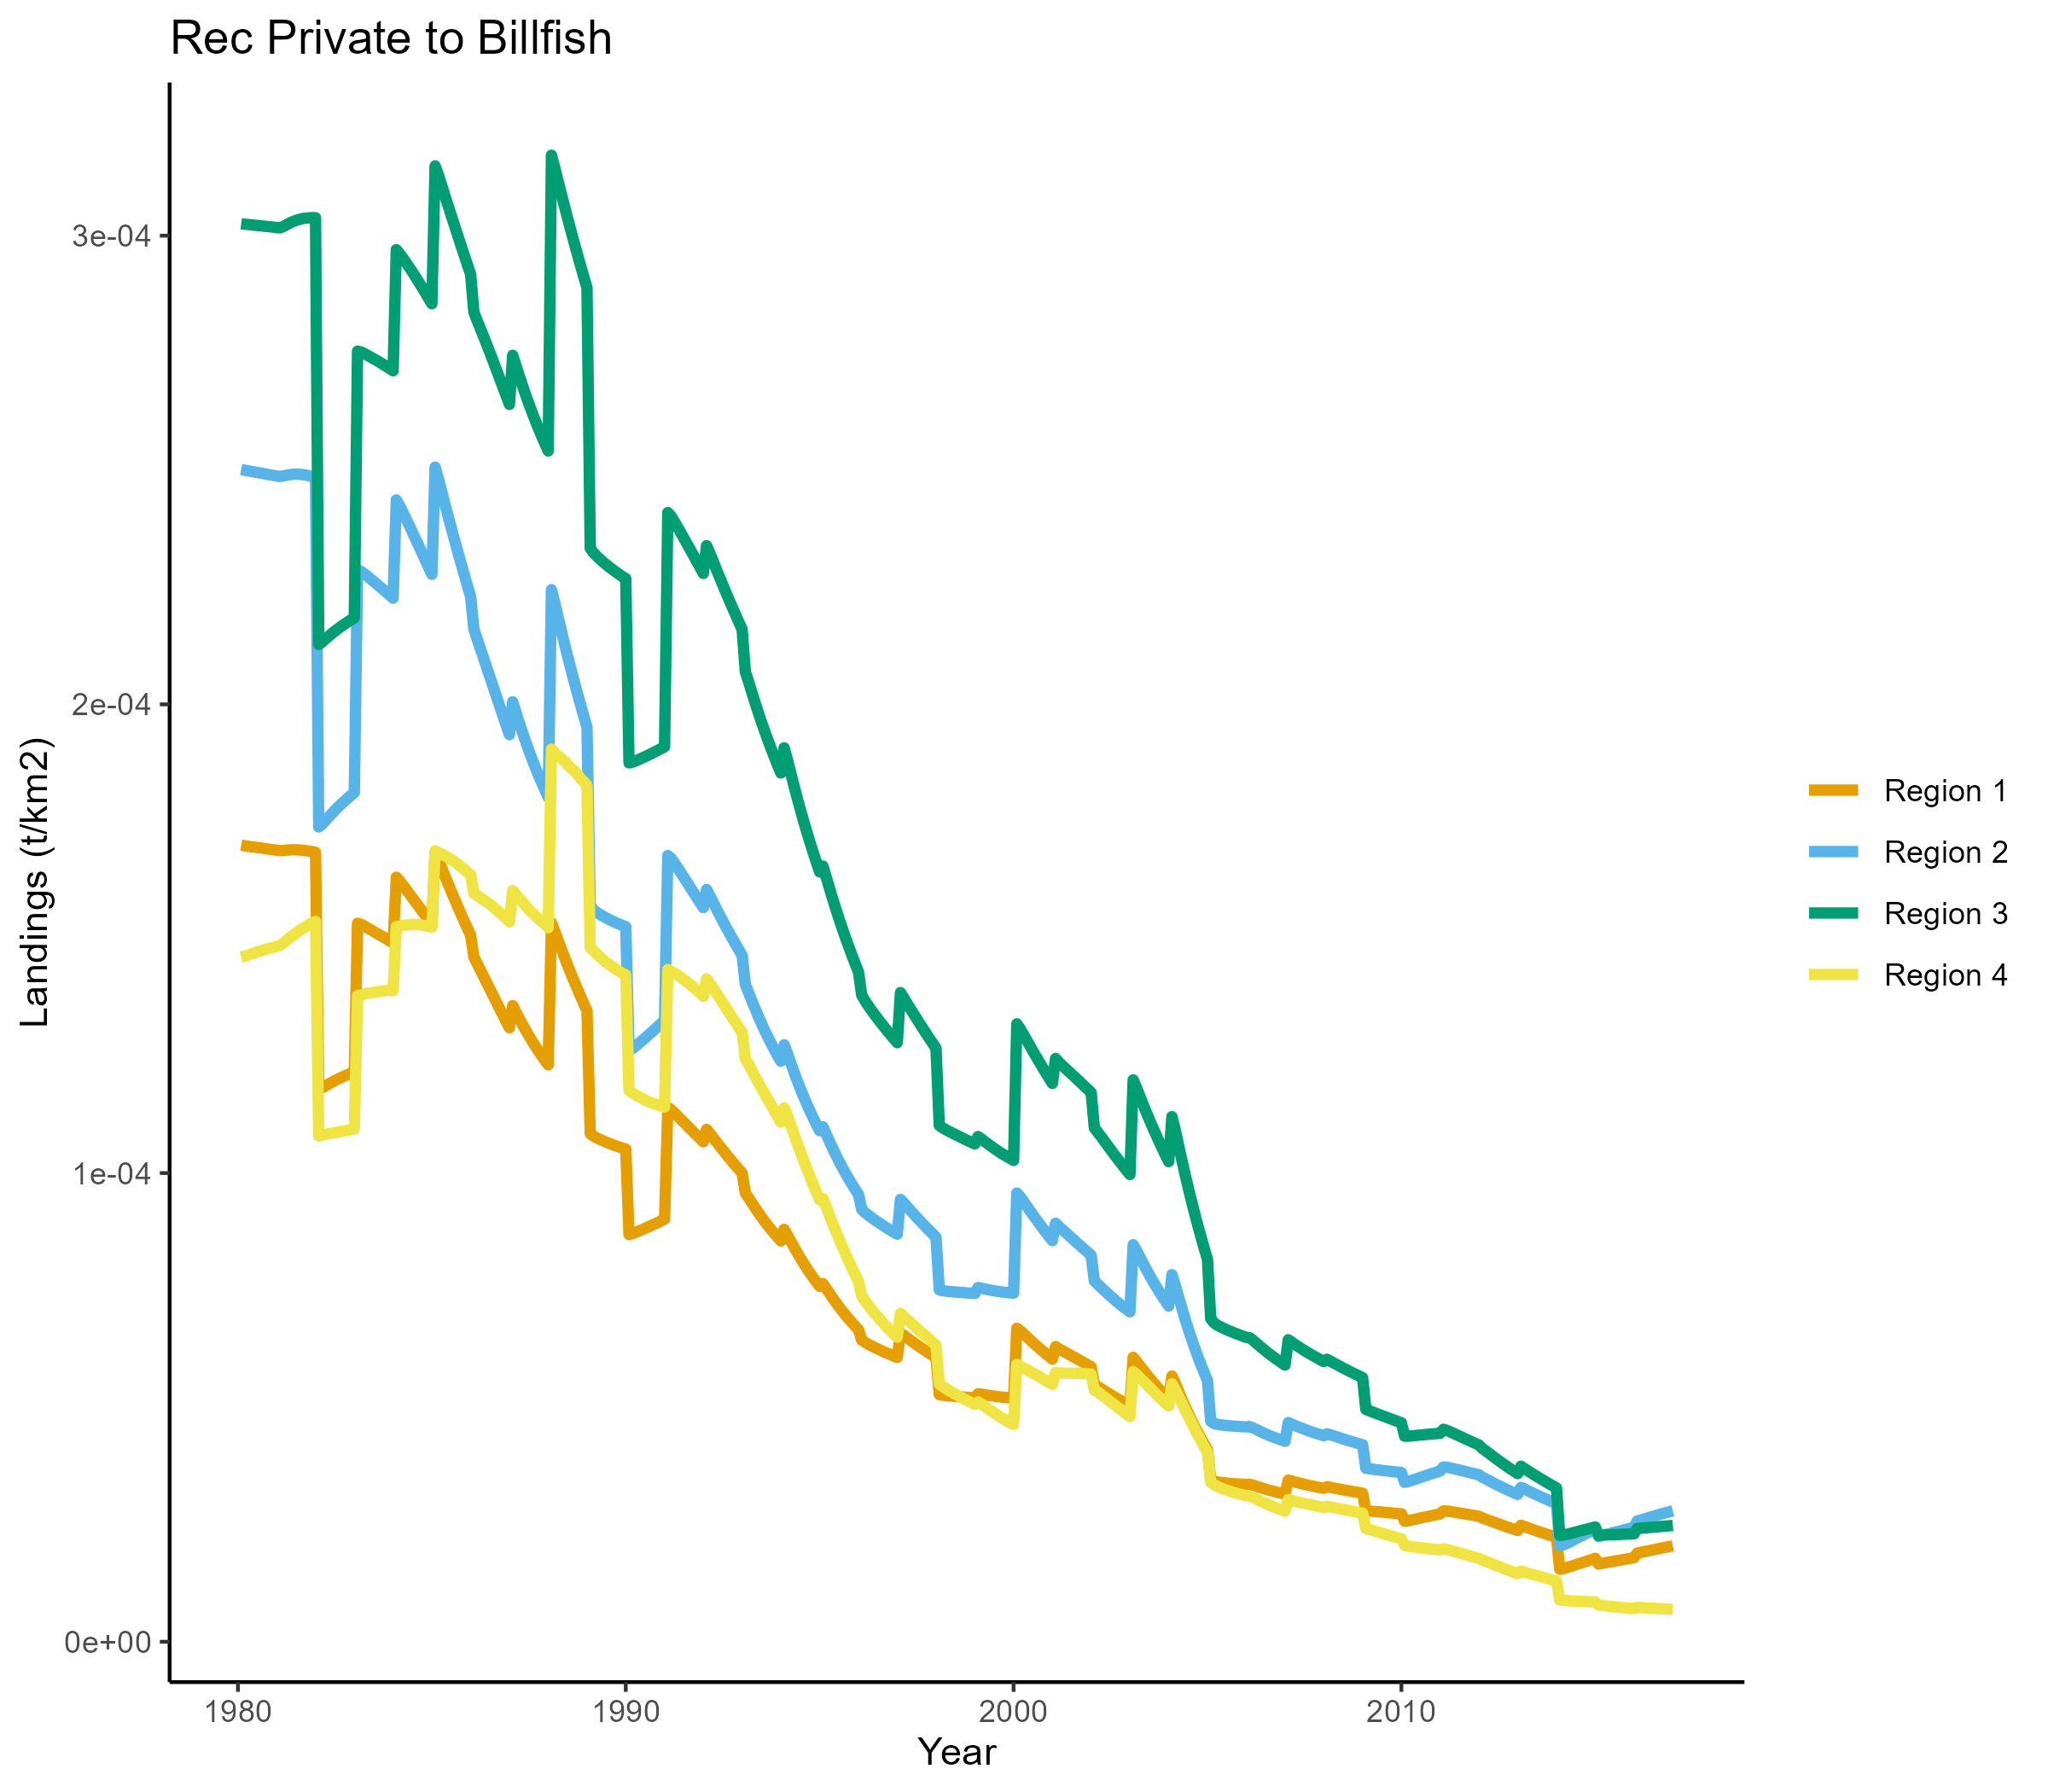 Rec Private to Billfish
Landings (t/km2)
3e-04
2e-04
1e-04
0e+00
1980
1990
2000
2010
Year
Region 1
Region 2
Region 3
Region 4